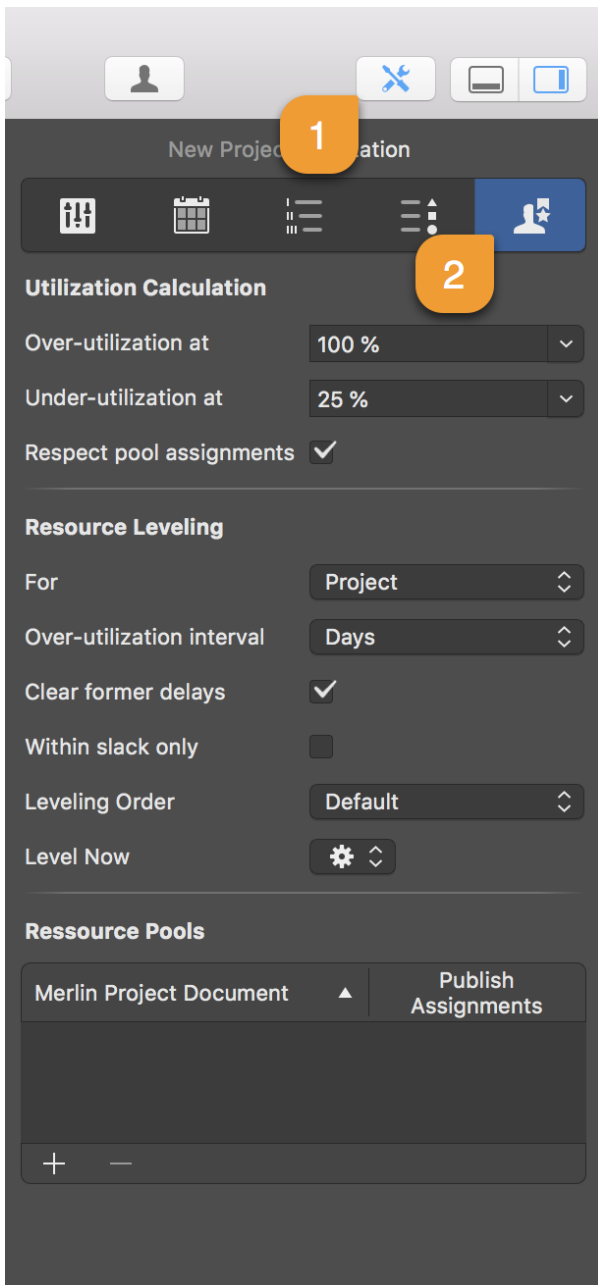 New Projec
ation
1
2
Utilization Calculation
Over-utilization at
100 %
Under-utilization at
25 %
Respect pool assignments
Resource Leveling
For
Project
Over-utilization interval
Days
Clear former delays
Within slack only
Leveling Order
Default
Level Now
Ressource Pools
Merlin Project Document
Publish
Assignments